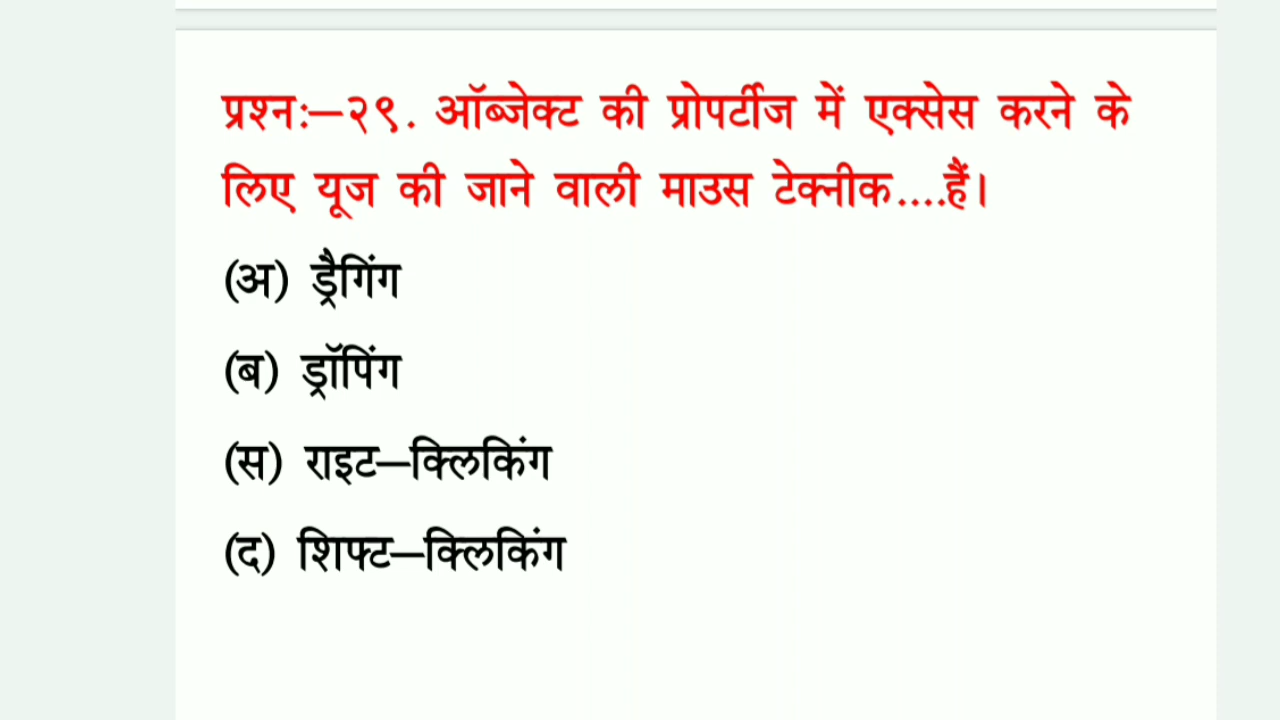 प्रश्नः–२९. ऑब्जेक्ट की प्रोपर्टीज में एक्सेस करने के
लिए यूज की जाने वाली माउस टेक्नीक....हैं।
(अ) ड्रैगिंग
(ब) ड्रॉपिंग
(स) राइट–क्लिकिंग
(द) शिफ्ट–क्लिकिंग